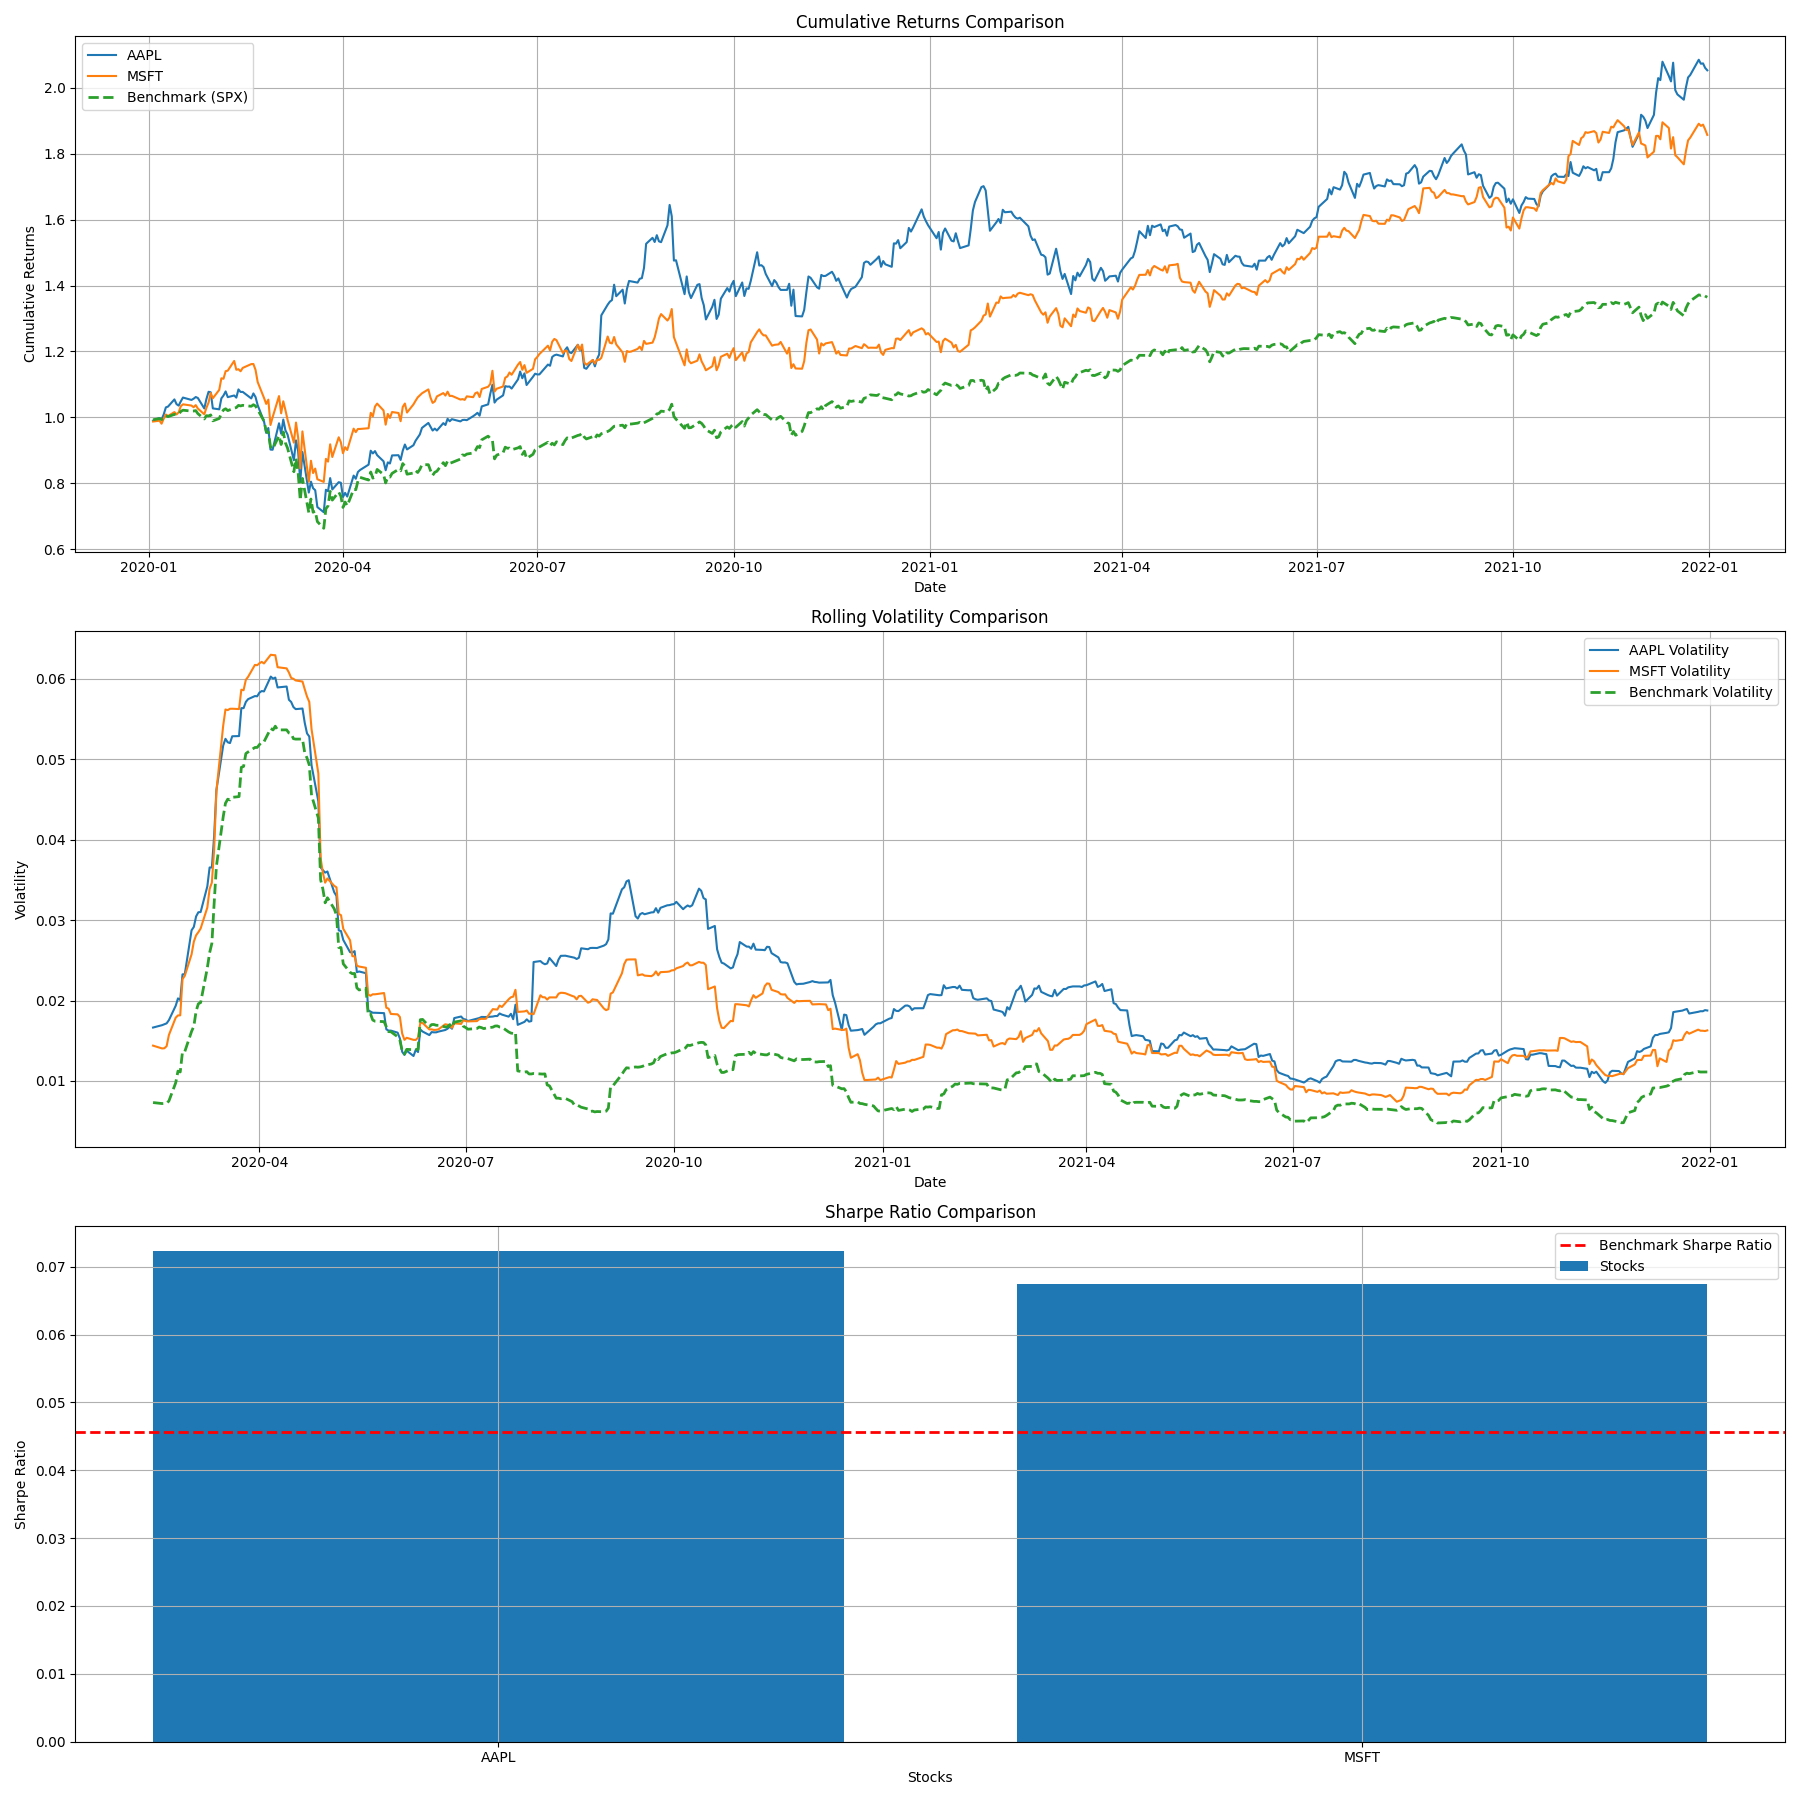 Cumulative Returns Comparison
AAPL
MSFT
Benchmark (SPX)
Cumulative Returns
2.0
1.8
1.6
1.4
1.2
1.0
0.8
0.6
2020-01 2020-04 2020-07 2020-10 2021-01 2021-04 2021-07 2021-10 2022-01
Date
Rolling Volatility Comparison
AAPL Volatility
MSFT Volatility
Benchmark Volatility
Volatility
0.06
0.05
0.04
0.03
0.02
0.01
2020-04 2020-07 2020-10 2021-01 2021-04 2021-07 2021-10 2022-01
Date
Sharpe Ratio Comparison
Benchmark Sharpe Ratio
Stocks
Sharpe Ratio
0.07
0.06
0.05
0.04
0.03
0.02
0.01
0.00
AAPL MSFT
Stocks